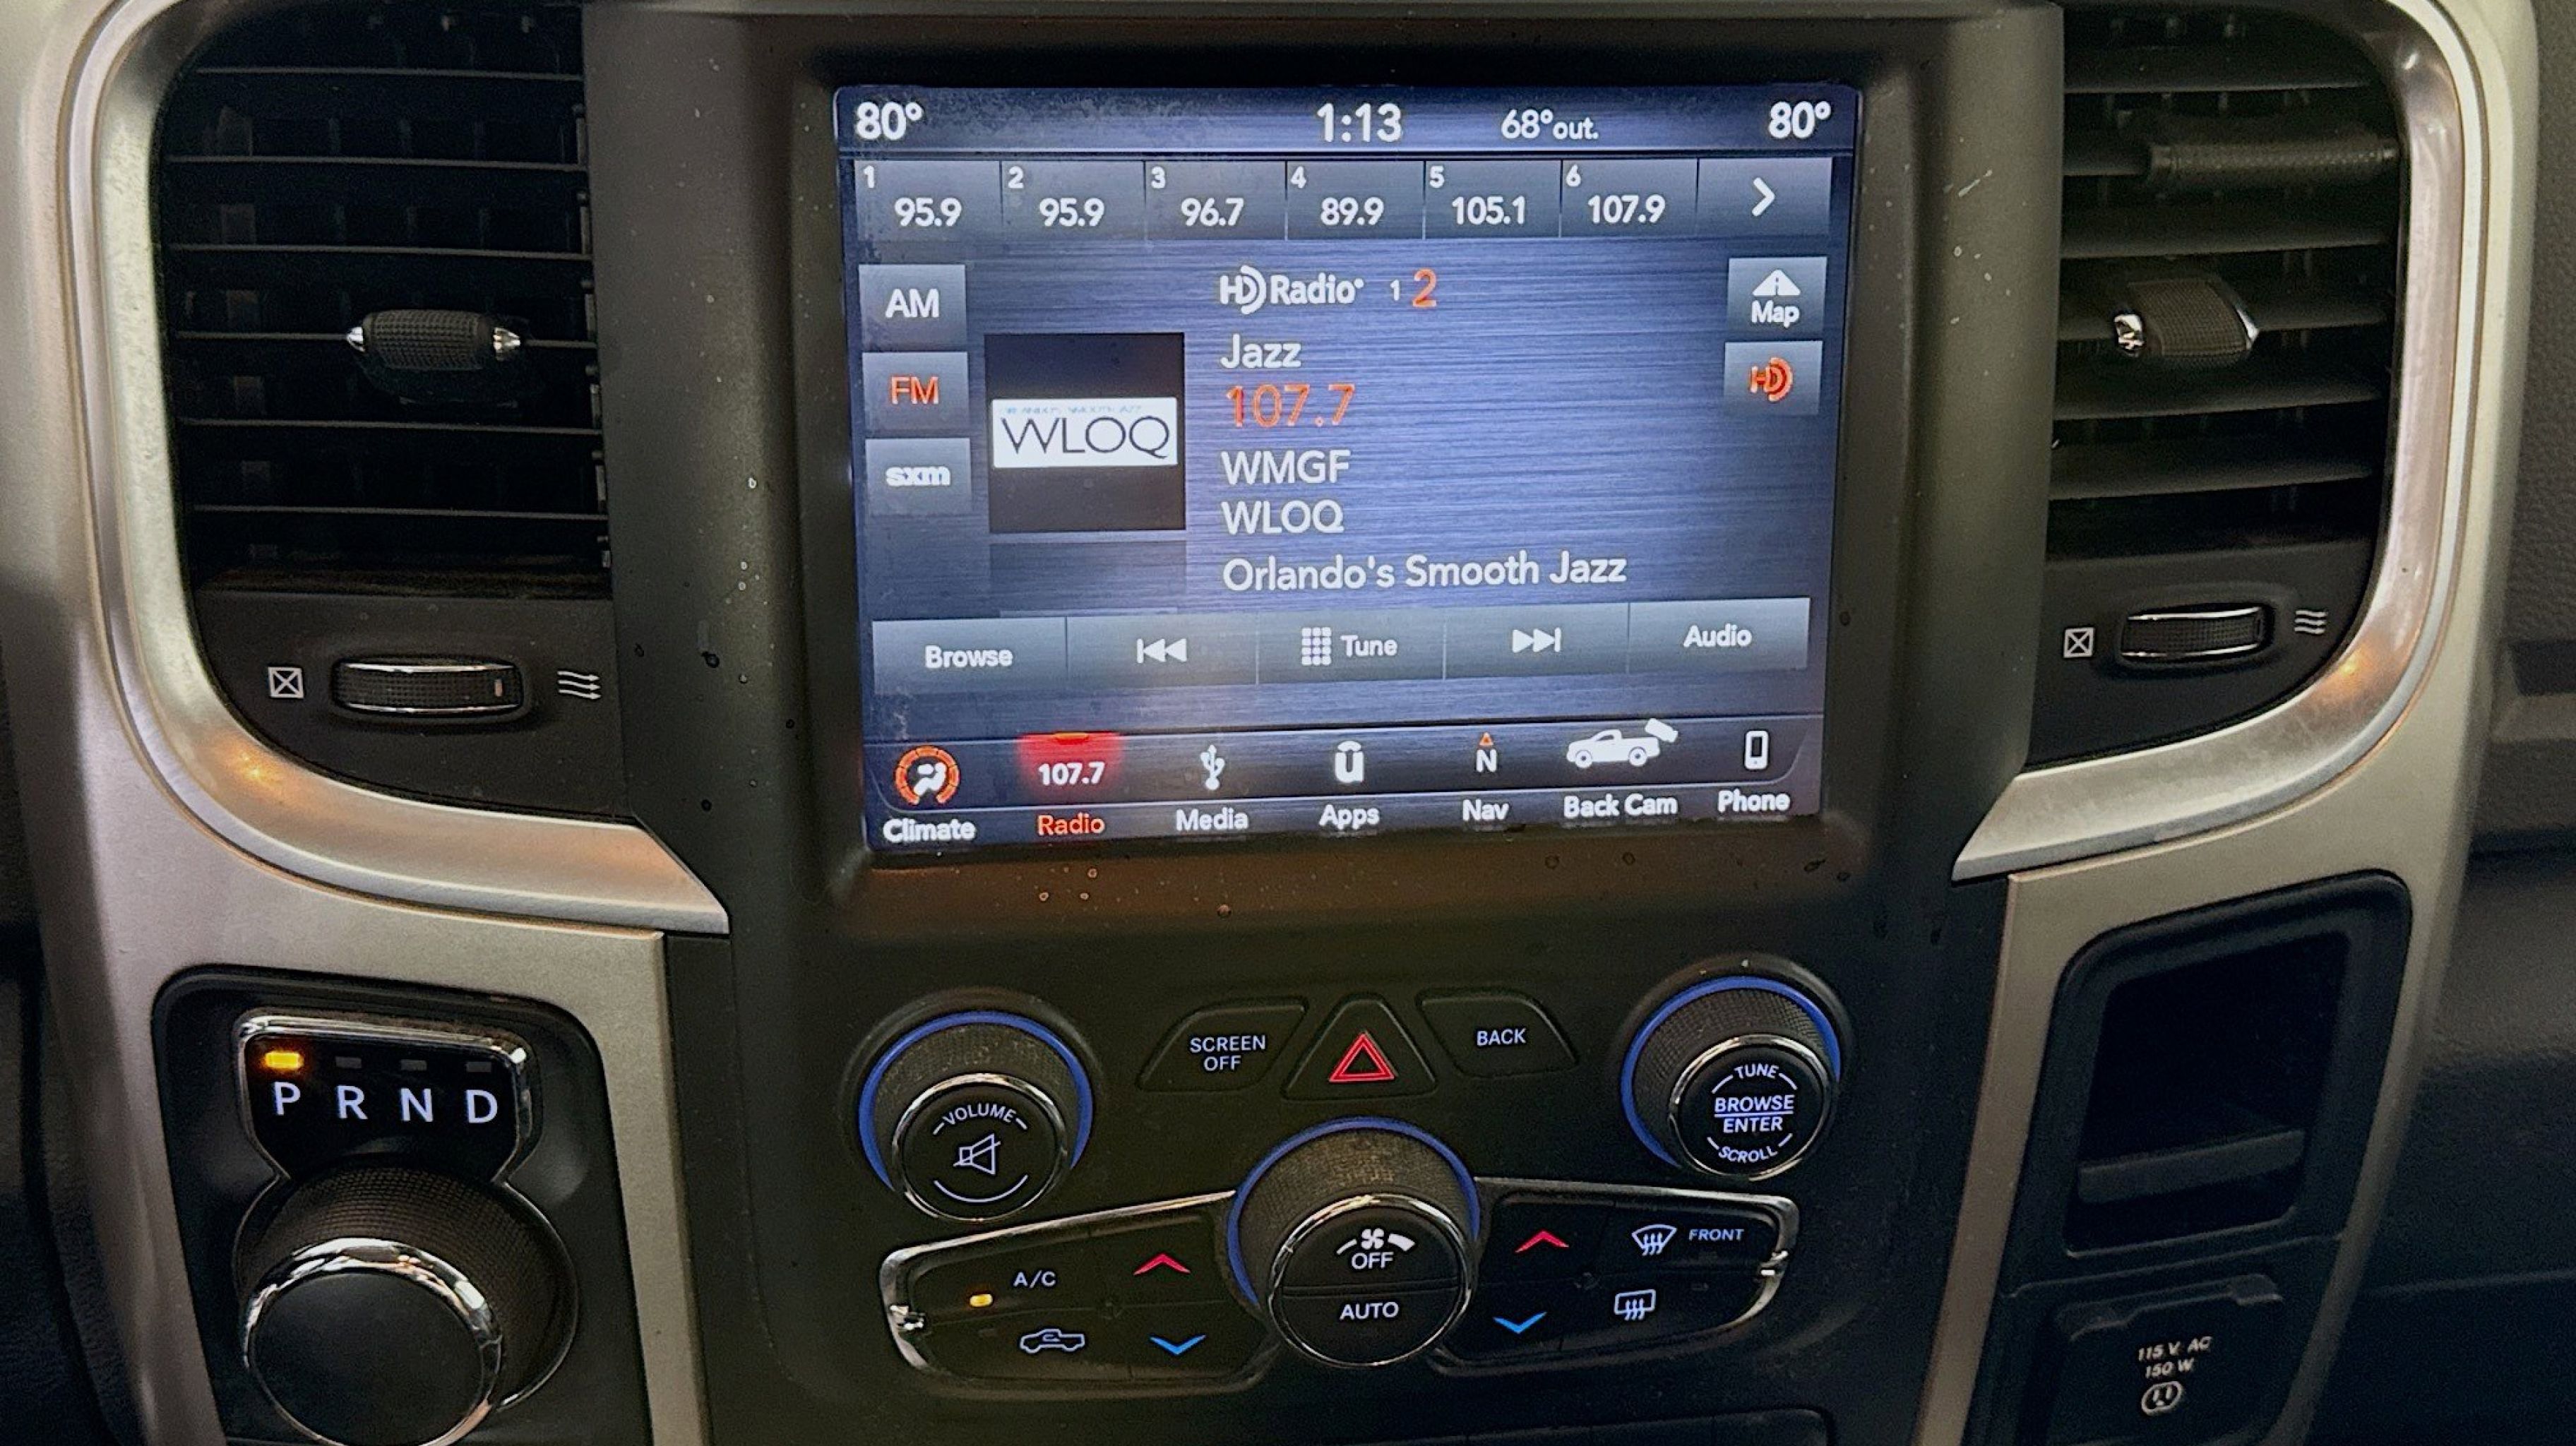 80° 1:13 68°out. 80°
1 2 3 4 5 6
95.9 95.9 96.7 89.9 105.1 107.9
HD Radio 1 2
AM
Map
Jazz
FM 107.7 HD
WLOQ
WMGF
sxm
WLOQ
Orlando's Smooth Jazz
Browse Tune Audio
107.7 N
Climate Radio Media Apps Nav Back Cam Phone
SCREEN OFF
BACK
P R N D
VOLUME
TUNE
BROWSE
ENTER
SCROLL
A/C
OFF
AUTO
FRONT
115 V. AC
150 W.